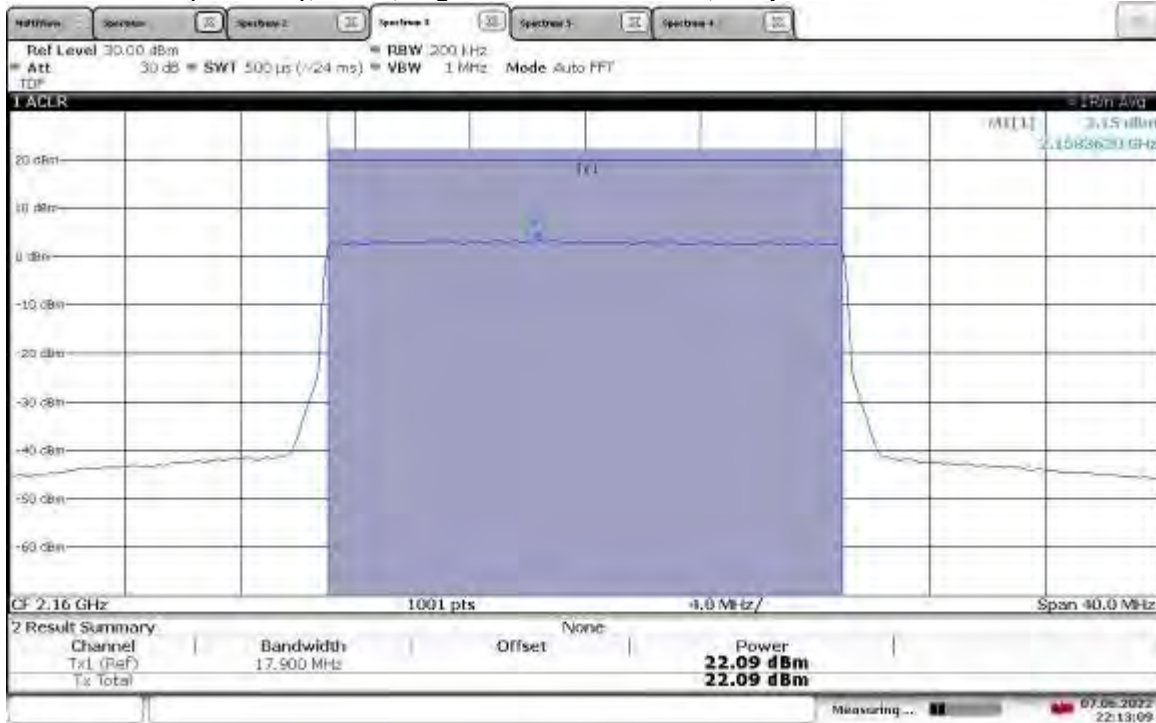 MultiView Spectrum Spectrum 2 Spectrum 3 Spectrum 5 Spectrum 4
Ref Level 30.00 dBm RBW 200 kHz
Att 30 dB SWT 500 µs (~24 ms) VBW 1 MHz Mode Auto FFT
TDF
1 ACLR 1Rm Avg
M1[1] 3.15 dBm
2.1583620 GHz
20 dBm
Tx1
10 dBm
0 dBm
-10 dBm
-20 dBm
-30 dBm
-40 dBm
-50 dBm
-60 dBm
CF 2.16 GHz 1001 pts 4.0 MHz/ Span 40.0 MHz
2 Result Summary None
Channel Bandwidth Offset Power
Tx1 (Ref) 17.900 MHz 22.09 dBm
Tx Total 22.09 dBm
Measuring... 07.06.2022
22:13:09